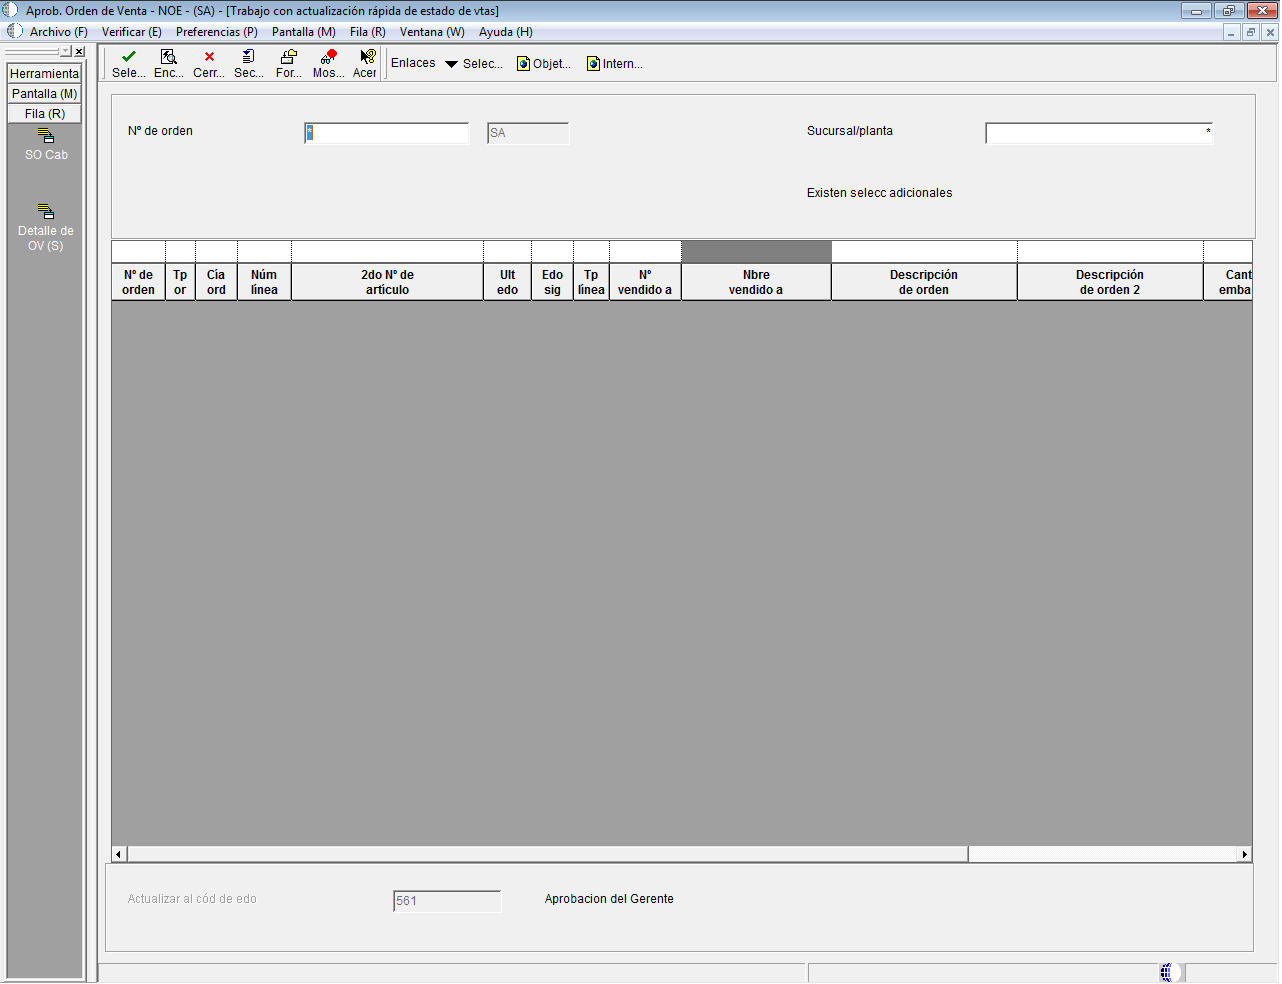 Aprob. Orden de Venta - NOE - (SA) - [Trabajo con actualización rápida de estado de vtas]
Archivo (F) Verificar (E) Preferencias (P) Pantalla (M) Fila (R) Ventana (W) Ayuda (H)
Herramienta
Pantalla (M)
Fila (R)
SO Cab
Detalle de
OV (S)
Sele... Enc... Cerr... Sec... For... Mos... Acer
Enlaces Selec... Objet... Intern...
Nº de orden * SA Sucursal/planta *
Existen selecc adicionales
Nº de Tp Cía Núm 2do Nº de Ult Edo Tp Nº Nbre Descripción Descripción Cant
orden or ord línea artículo edo sig línea vendido a vendido a de orden de orden 2 emba
Actualizar al cód de edo 561 Aprobacion del Gerente